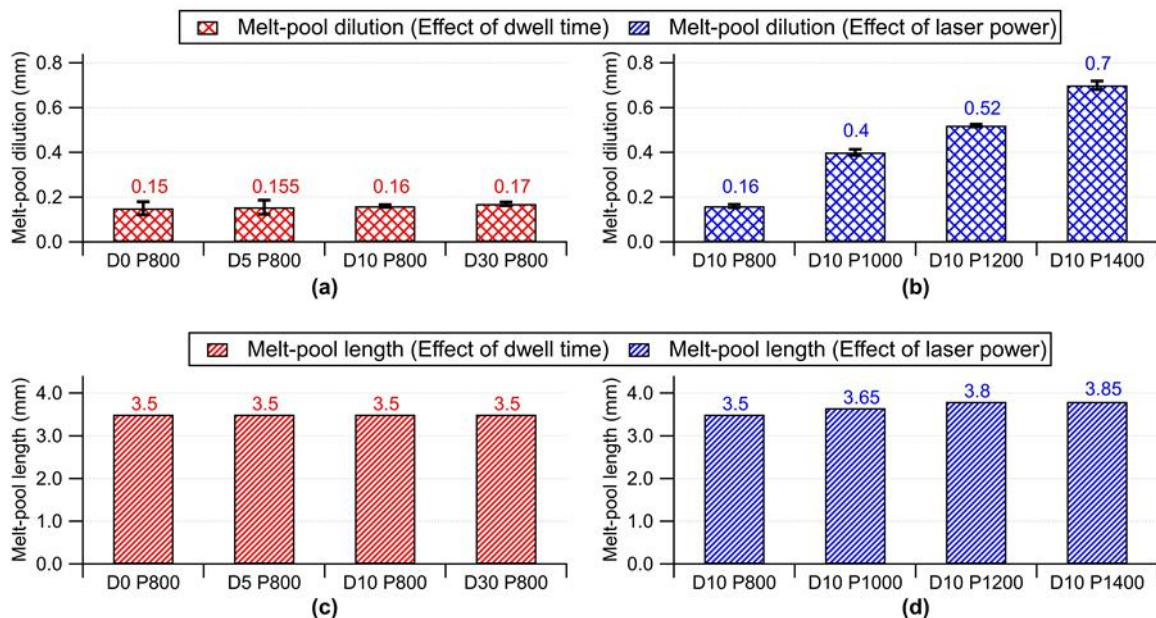 Melt-pool dilution (Effect of dwell time) Melt-pool dilution (Effect of laser power)
Melt-pool dilution (mm)
0.8
0.6
0.4
0.2
0.0
0.15 0.155 0.16 0.17
D0 P800 D5 P800 D10 P800 D30 P800
(a)
Melt-pool dilution (mm)
0.8
0.6
0.4
0.2
0.0
0.16 0.4 0.52 0.7
D10 P800 D10 P1000 D10 P1200 D10 P1400
(b)
Melt-pool length (Effect of dwell time) Melt-pool length (Effect of laser power)
Melt-pool length (mm)
4.0
3.0
2.0
1.0
0.0
3.5 3.5 3.5 3.5
D0 P800 D5 P800 D10 P800 D30 P800
(c)
Melt-pool length (mm)
4.0
3.0
2.0
1.0
0.0
3.5 3.65 3.8 3.85
D10 P800 D10 P1000 D10 P1200 D10 P1400
(d)